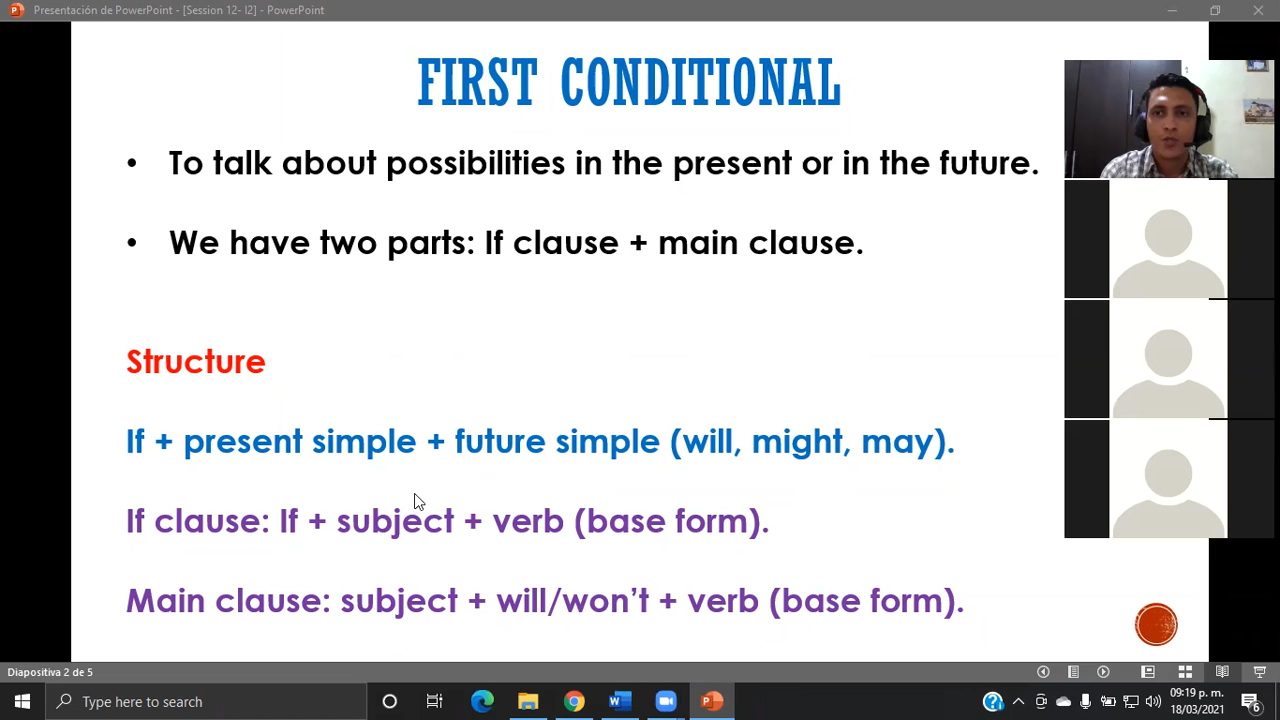 Presentación de PowerPoint - [Session 12- I2] - PowerPoint
FIRST CONDITIONAL
• To talk about possibilities in the present or in the future.
• We have two parts: If clause + main clause.
Structure
If + present simple + future simple (will, might, may).
If clause: If + subject + verb (base form).
Main clause: subject + will/won't + verb (base form).
Diapositiva 2 de 5
Type here to search
09:19 p. m.
18/03/2021
6